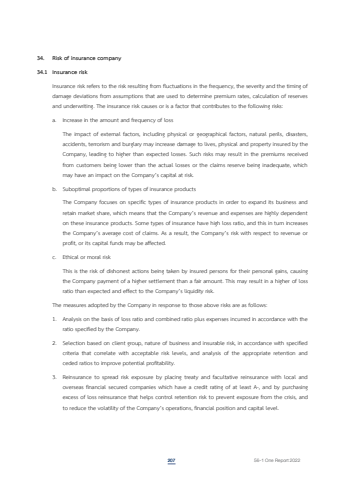 34. Risk of insurance company
34.1 Insurance risk
Insurance risk refers to the risk resulting from fluctuations in the frequency, the severity and the timing of
damage deviations from assumptions that are used to determine premium rates, calculation of reserves
and underwriting. The insurance risk causes or is a factor that contributes to the following risks:
a. Increase in the amount and frequency of loss
The impact of external factors, including physical or geographical factors, natural perils, disasters,
accidents, terrorism and burglary may increase damage to lives, physical and property insured by the
Company, leading to higher than expected losses. Such risks may result in the premiums received
from customers being lower than the actual losses or the claims reserve being inadequate, which
may have an impact on the Company's capital at risk.
b. Suboptimal proportions of types of insurance products
The Company focuses on specific types of insurance products in order to expand its business and
retain market share, which means that the Company's revenue and expenses are highly dependent
on these insurance products. Some types of insurance have high loss ratio, and this in turn increases
the Company's average cost of claims. As a result, the Company's risk with respect to revenue or
profit, or its capital funds may be affected.
c. Ethical or moral risk
This is the risk of dishonest actions being taken by insured persons for their personal gains, causing
the Company payment of a higher settlement than a fair amount. This may result in a higher of loss
ratio than expected and effect to the Company's liquidity risk.
The measures adopted by the Company in response to those above risks are as follows:
1. Analysis on the basis of loss ratio and combined ratio plus expenses incurred in accordance with the
ratio specified by the Company.
2. Selection based on client group, nature of business and insurable risk, in accordance with specified
criteria that correlate with acceptable risk levels, and analysis of the appropriate retention and
ceded ratios to improve potential profitability.
3. Reinsurance to spread risk exposure by placing treaty and facultative reinsurance with local and
overseas financial secured companies which have a credit rating of at least A-, and by purchasing
excess of loss reinsurance that helps control retention risk to prevent exposure from the crisis, and
to reduce the volatility of the Company's operations, financial position and capital level.
207 56-1 One-Report 2022